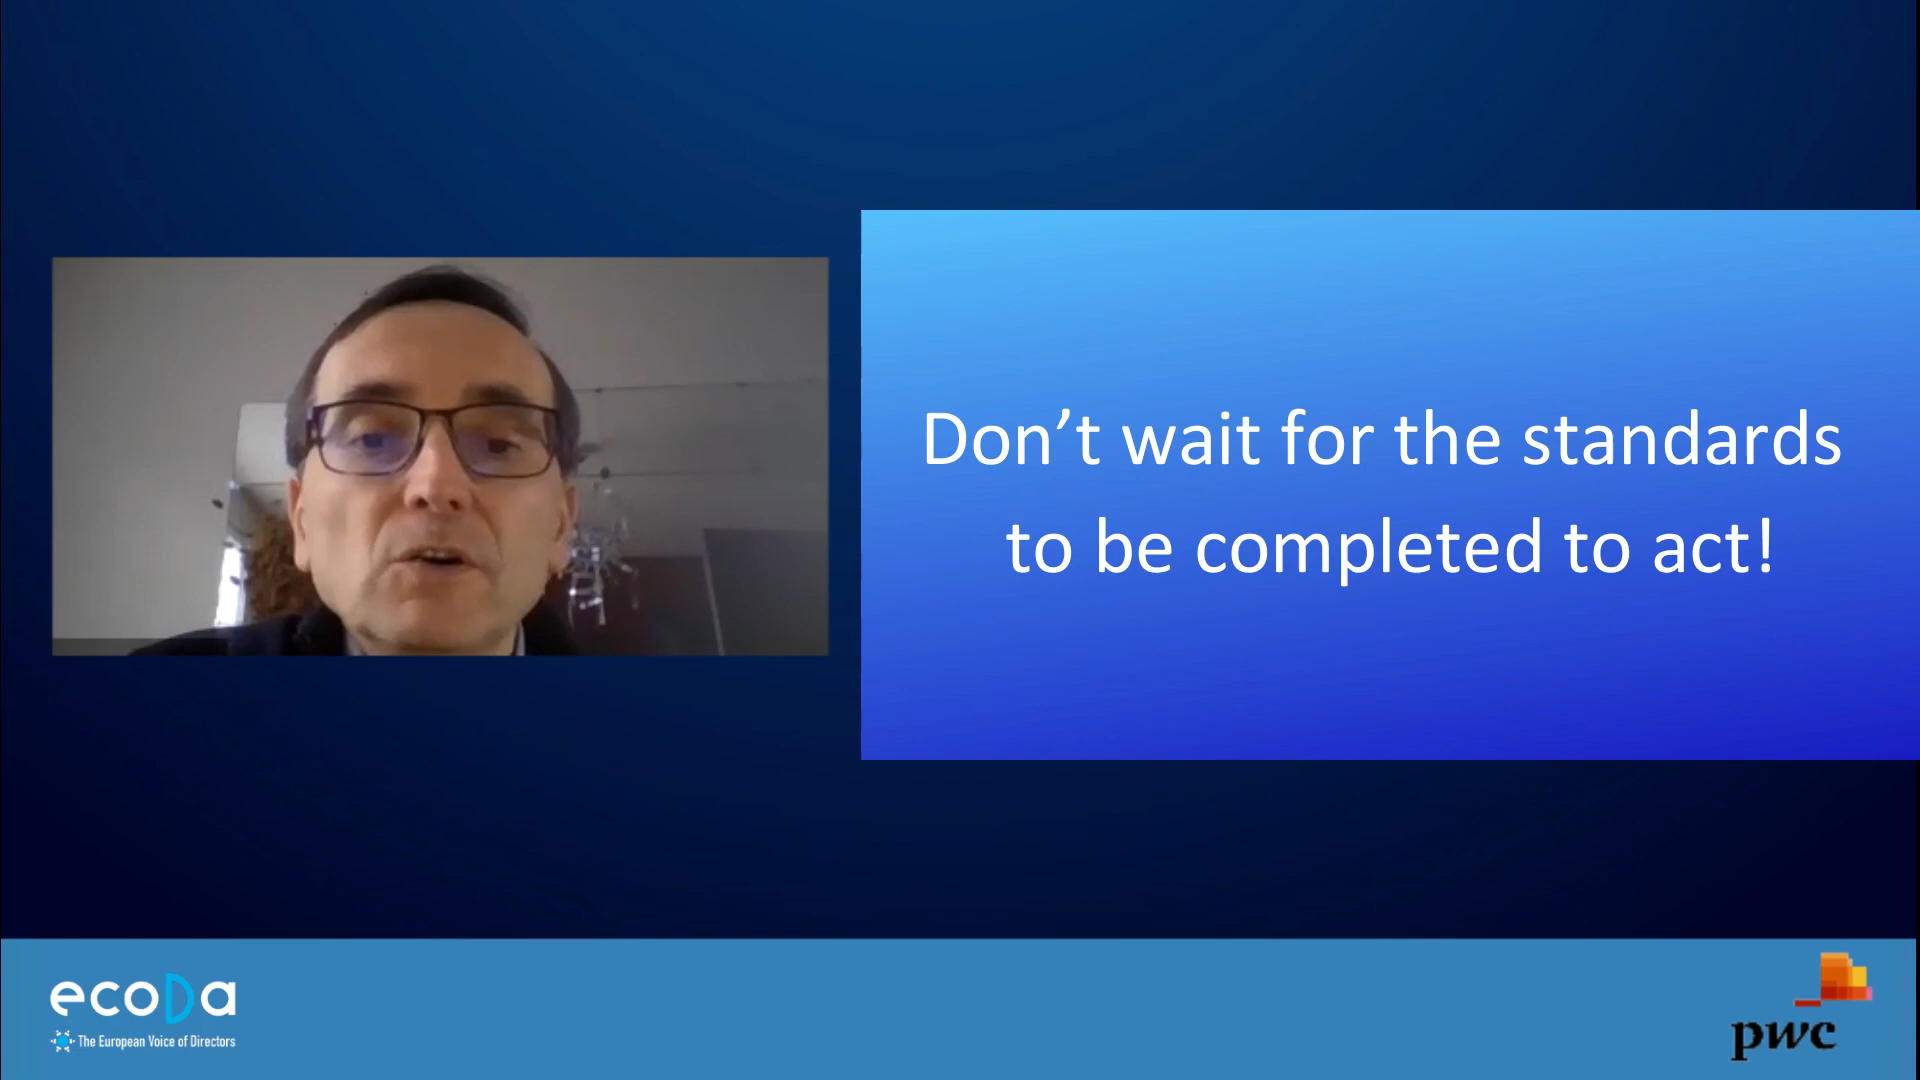 Don’t wait for the standards
to be completed to act!
ecoDa
The European Voice of Directors
pwc